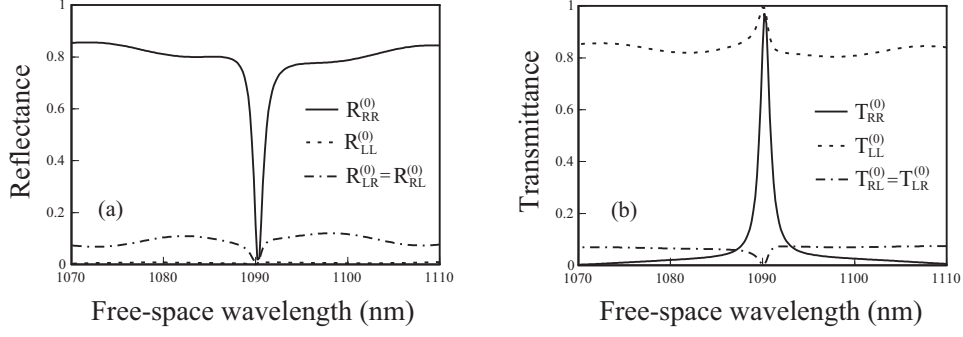 Reflectance
1
0.8
0.6
0.4
0.2
0
R_RR^(0)
R_LL^(0)
R_LR^(0)=R_RL^(0)
(a)
1070 1080 1090 1100 1110
Free-space wavelength (nm)
Transmittance
1
0.8
0.6
0.4
0.2
0
T_RR^(0)
T_LL^(0)
T_RL^(0)=T_LR^(0)
(b)
1070 1080 1090 1100 1110
Free-space wavelength (nm)